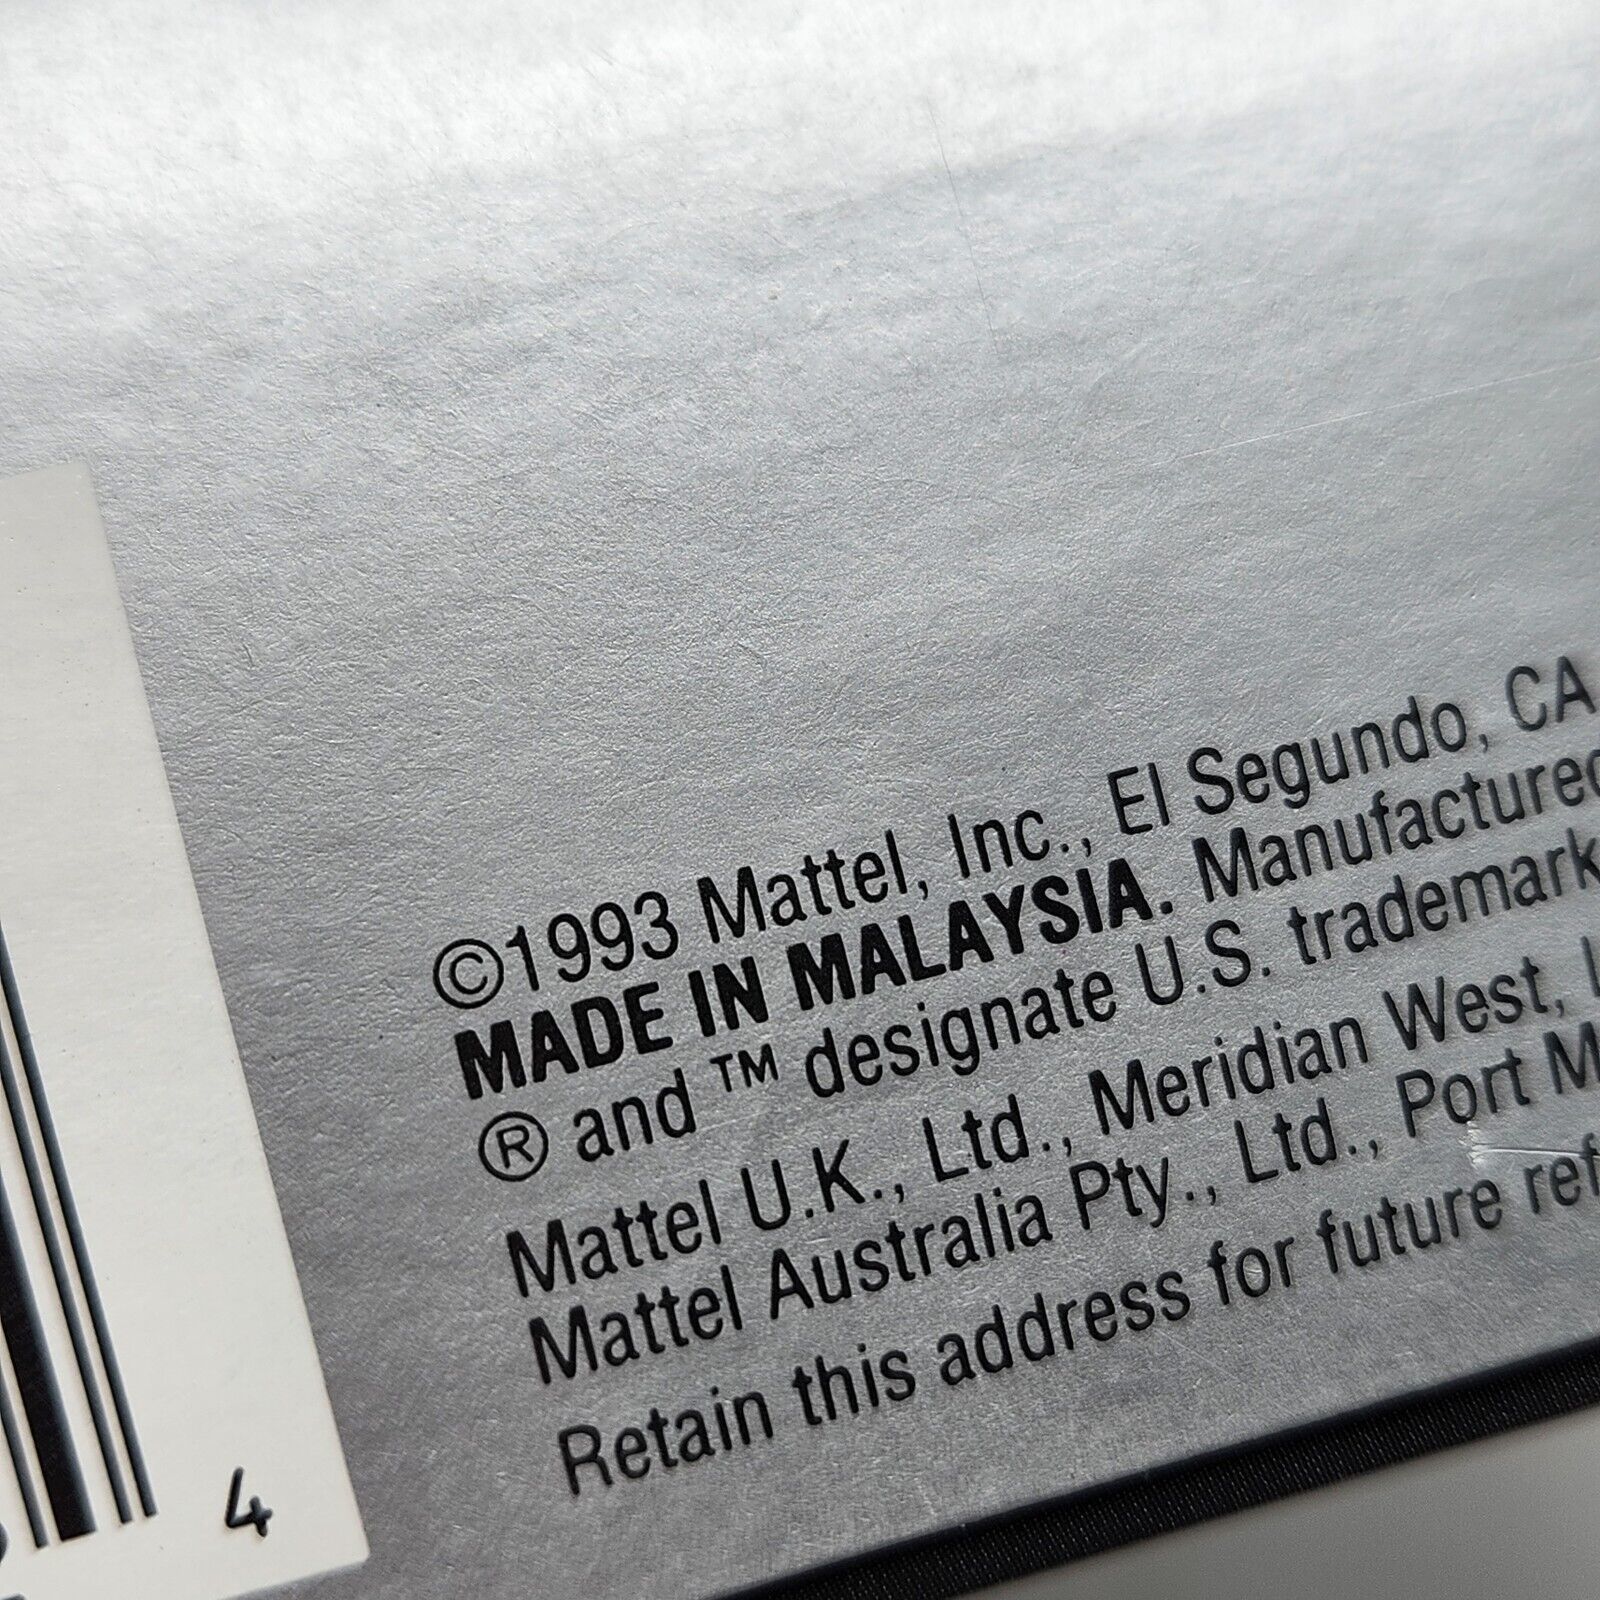 ©1993 Mattel, Inc., El Segundo, CA
MADE IN MALAYSIA. Manufactured
® and ™ designate U.S. trademark
Mattel U.K., Ltd., Meridian West,
Mattel Australia Pty., Ltd., Port
Retain this address for future
4